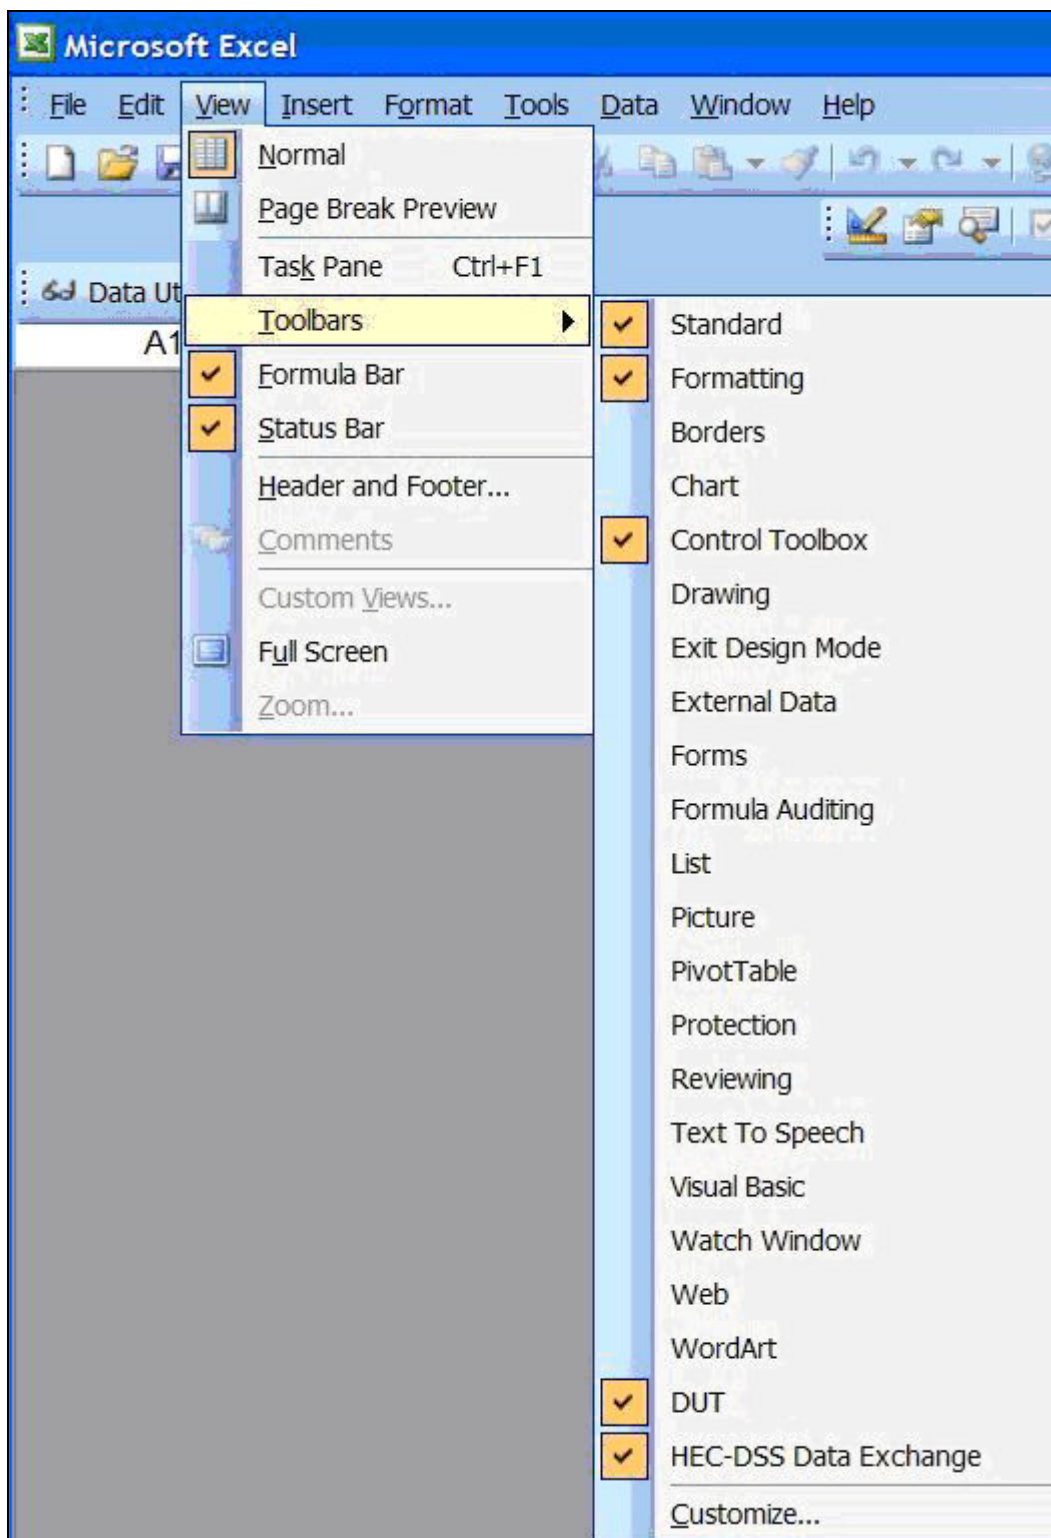 Microsoft Excel
File Edit View Insert Format Tools Data Window Help
Normal
Page Break Preview
Task Pane Ctrl+F1
Data Ut
Toolbars
A1
Formula Bar
Status Bar
Header and Footer...
Comments
Custom Views...
Full Screen
Zoom...
Standard
Formatting
Borders
Chart
Control Toolbox
Drawing
Exit Design Mode
External Data
Forms
Formula Auditing
List
Picture
PivotTable
Protection
Reviewing
Text To Speech
Visual Basic
Watch Window
Web
WordArt
DUT
HEC-DSS Data Exchange
Customize...